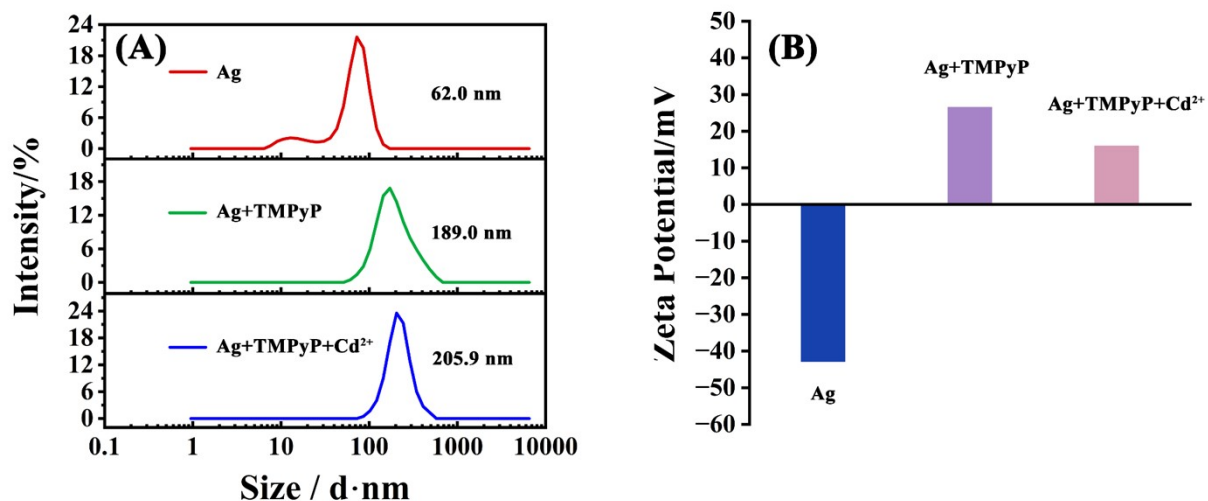 (A)
Intensity/%
24
18
12
6
0
Ag
62.0 nm
18
12
6
0
Ag+TMPyP
189.0 nm
24
18
12
6
0
Ag+TMPyP+Cd²⁺
205.9 nm
0.1 1 10 100 1000 10000
Size / d·nm
(B)
Zeta Potential/mV
50
40
30
20
10
0
−10
−20
−30
−40
−50
−60
Ag
Ag+TMPyP
Ag+TMPyP+Cd²⁺